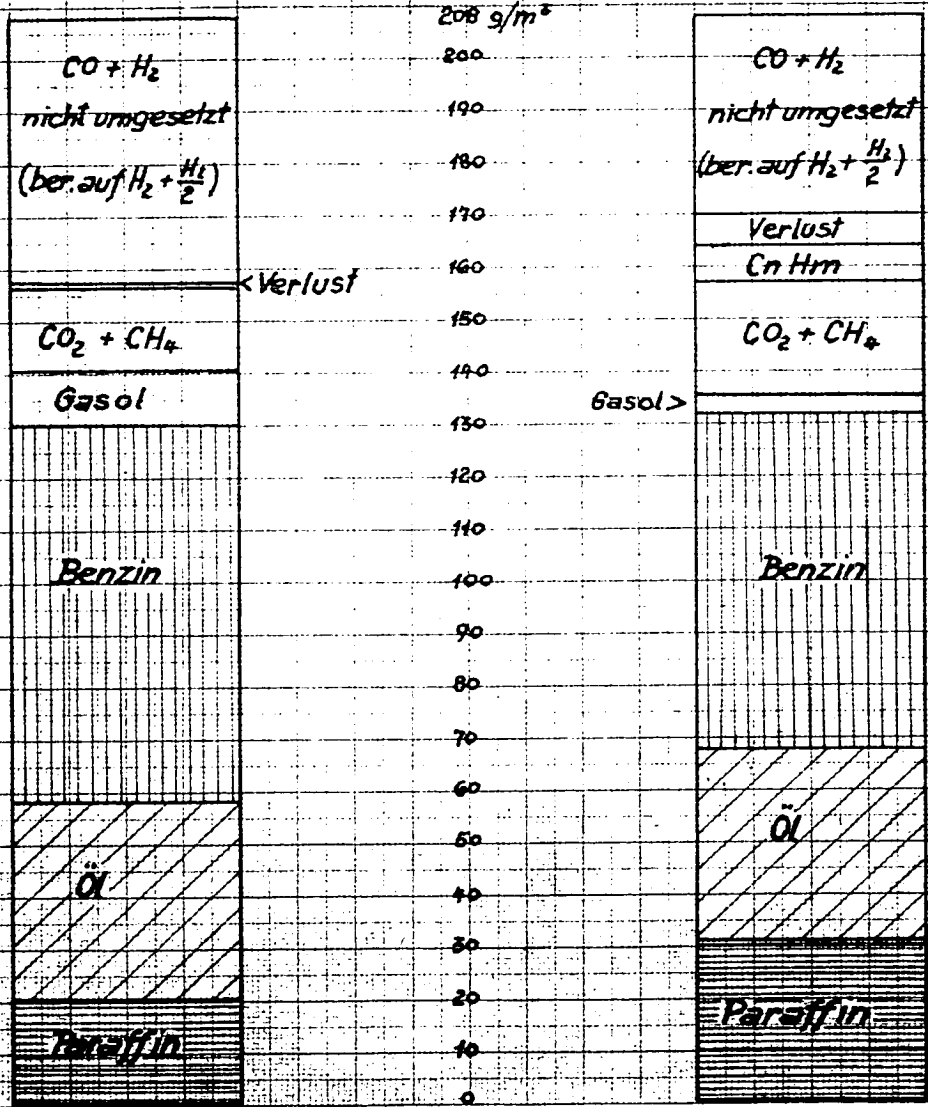 CO + H₂
nicht umgesetzt
(ber. auf H₂ + H₂/2)
< Verlust
CO₂ + CH₄
Gasol
Benzin
Öl
Paraffin
208 g/m³
200
190
180
170
160
150
140
130
120
110
100
90
80
70
60
50
40
30
20
10
0
CO + H₂
nicht umgesetzt
(ber. auf H₂ + H₂/2)
Verlust
Cn Hm
CO₂ + CH₄
Gasol >
Benzin
Öl
Paraffin